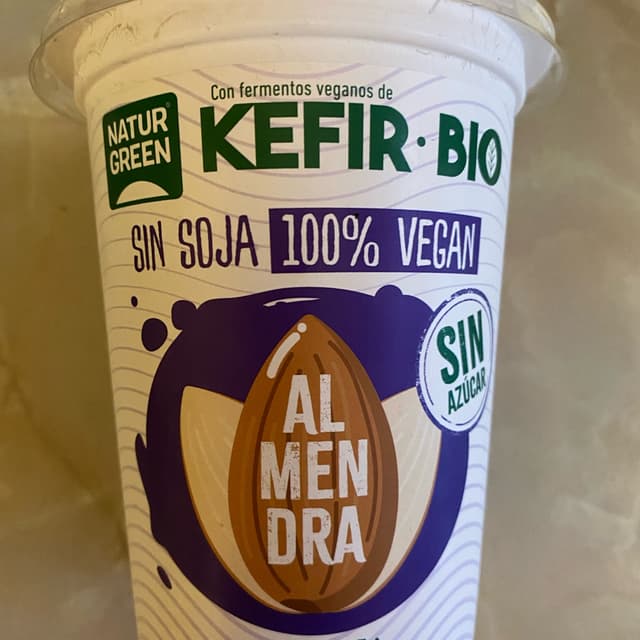 Con fermentos veganos de
NATUR
GREEN
KEFIR · BIO
SIN SOJA 100% VEGAN
SIN
AZÚCAR
AL
MEN
DRA